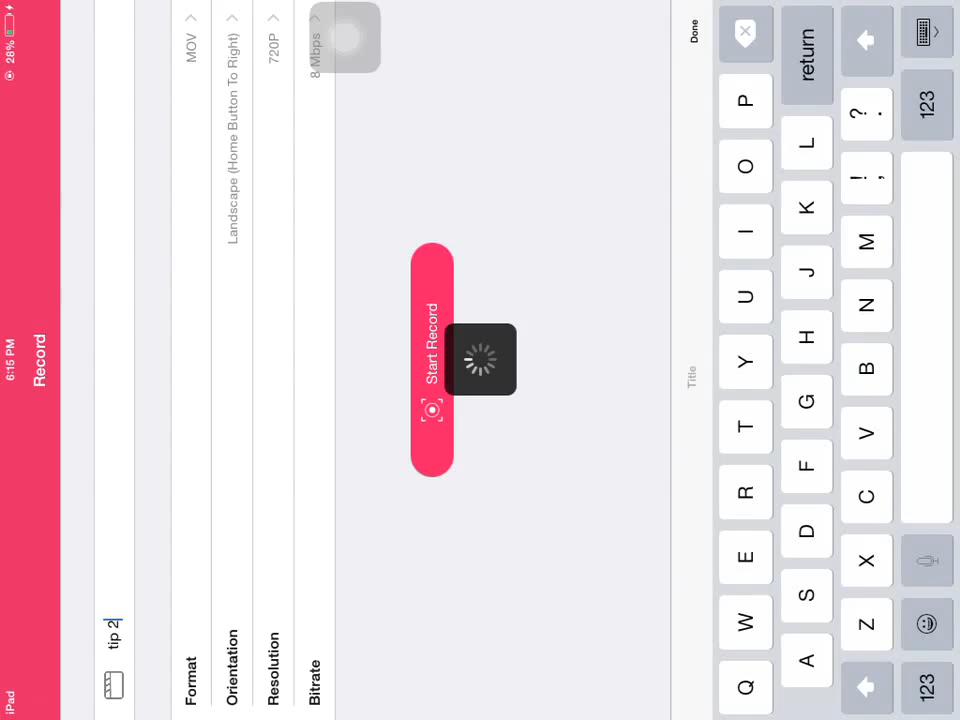 iPad 6:15 PM 28%
Record
tip 2
Format MOV
Orientation Landscape (Home Button To Right)
Resolution 720P
Bitrate 8 Mbps
Start Record
Title Done
Q W E R T Y U I O P
A S D F G H J K L return
Z X C V B N M ! , ? .
123 123